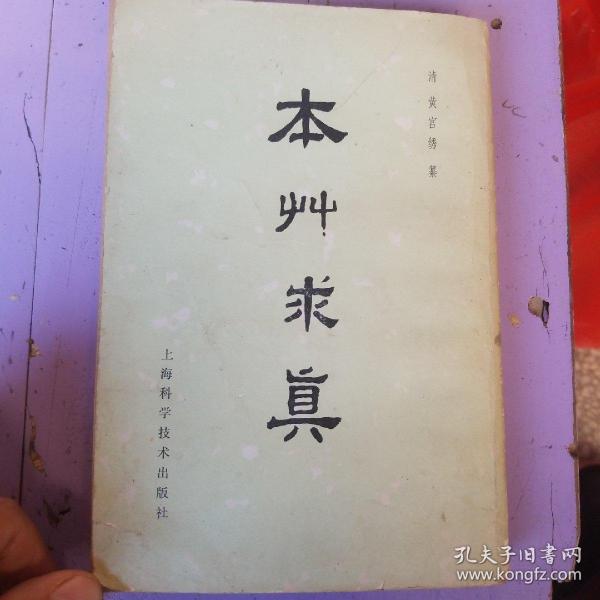 清 黄宫绣 纂
本艸求真
上海科学技术出版社
孔夫子旧書网
www.kongfz.com